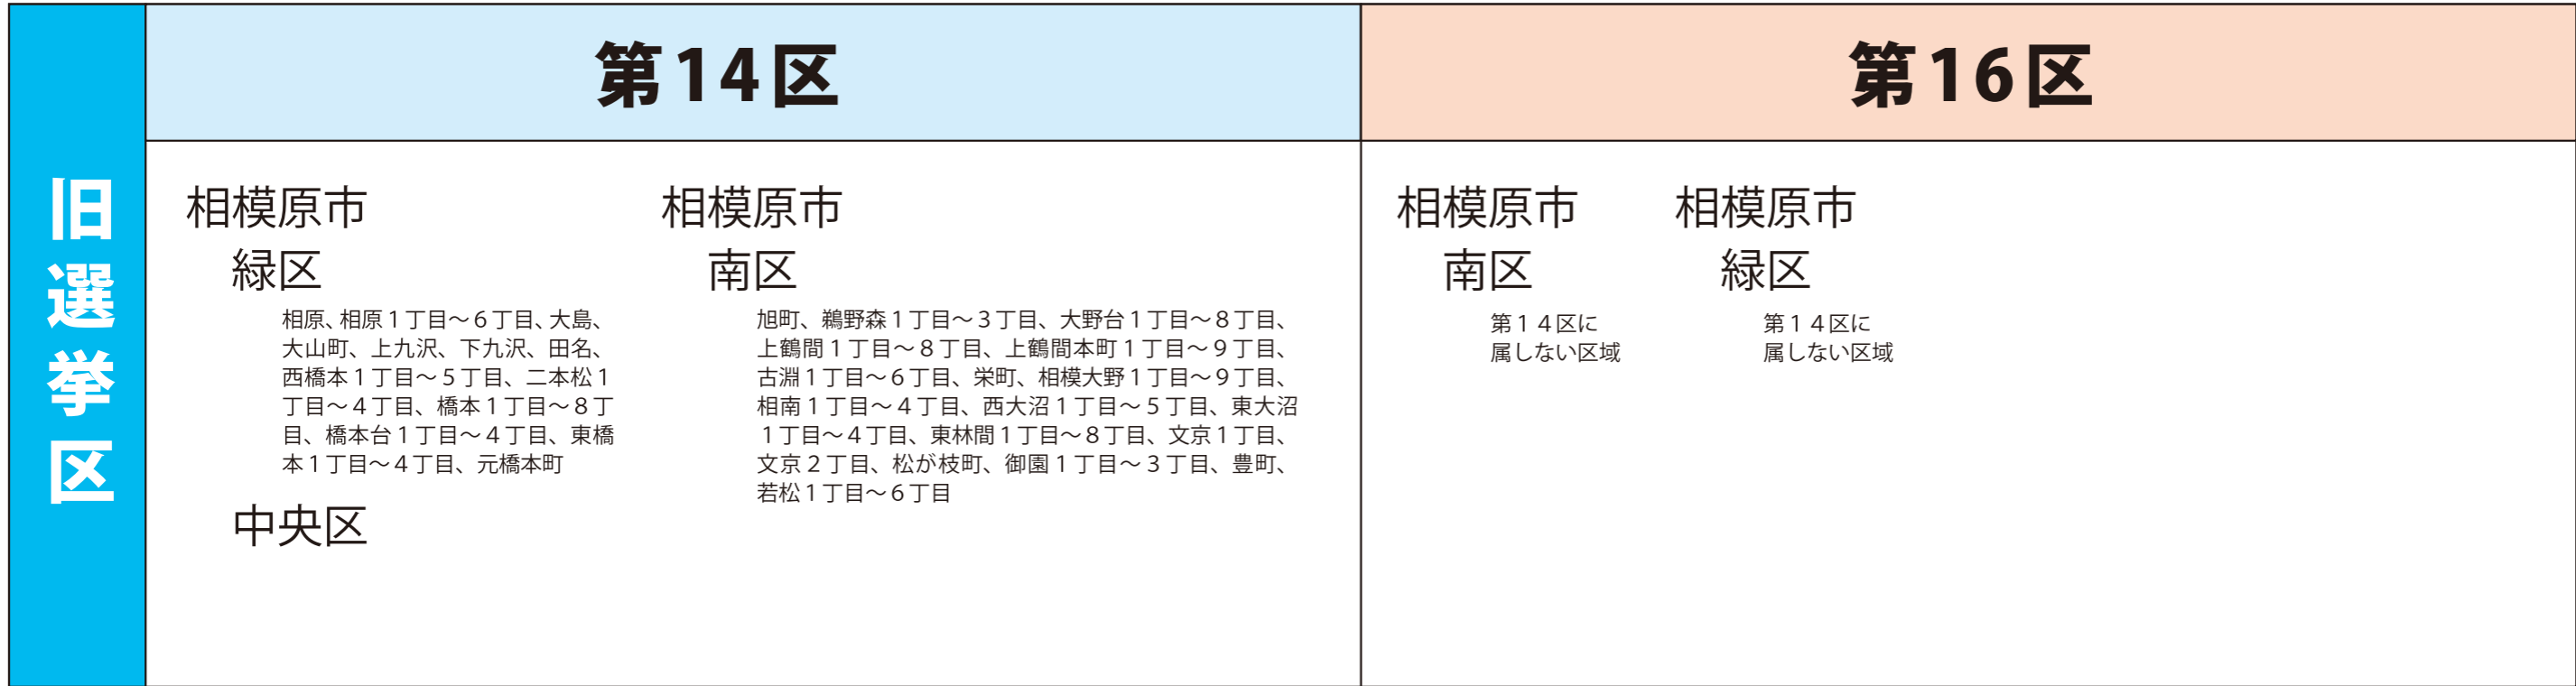 旧選挙区
第14区
相模原市
緑区
相原、相原１丁目～６丁目、大島、
大山町、上九沢、下九沢、田名、
西橋本１丁目～５丁目、二本松１
丁目～４丁目、橋本１丁目～８丁
目、橋本台１丁目～４丁目、東橋
本１丁目～４丁目、元橋本町
中央区
相模原市
南区
旭町、鵜野森１丁目～３丁目、大野台１丁目～８丁目、
上鶴間１丁目～８丁目、上鶴間本町１丁目～９丁目、
古淵１丁目～６丁目、栄町、相模大野１丁目～９丁目、
相南１丁目～４丁目、西大沼１丁目～５丁目、東大沼
１丁目～４丁目、東林間１丁目～８丁目、文京１丁目、
文京２丁目、松が枝町、御園１丁目～３丁目、豊町、
若松１丁目～６丁目
第16区
相模原市
南区
第１４区に
属しない区域
相模原市
緑区
第１４区に
属しない区域